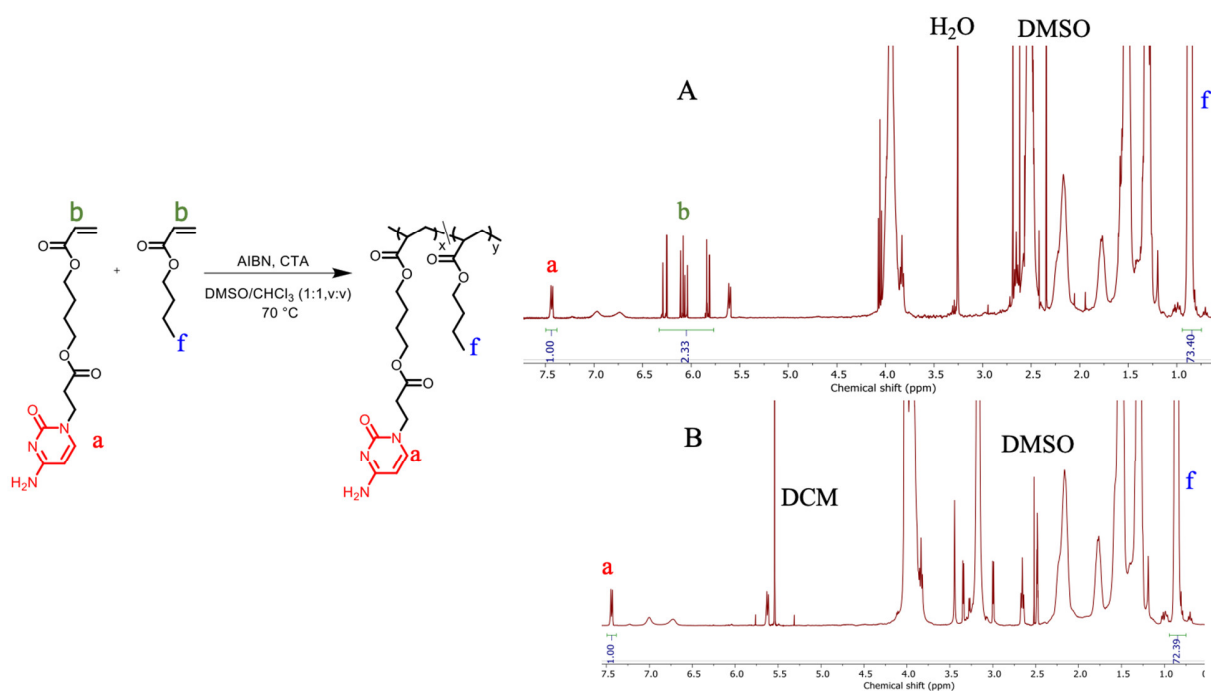 b
b
O
O
O
O
+
AIBN, CTA
DMSO/CHCl₃ (1:1,v:v)
70 °C
f
O
O
O
N
a
N
H₂N
x
y
O
O
O
O
f
O
O
O
N
a
N
H₂N
A
H₂O
DMSO
f
b
a
1.00
2.33
73.40
7.5 7.0 6.5 6.0 5.5 5.0 4.5 4.0 3.5 3.0 2.5 2.0 1.5 1.0
Chemical shift (ppm)
B
DMSO
f
DCM
a
1.00
72.39
7.5 7.0 6.5 6.0 5.5 5.0 4.5 4.0 3.5 3.0 2.5 2.0 1.5 1.0
Chemical shift (ppm)